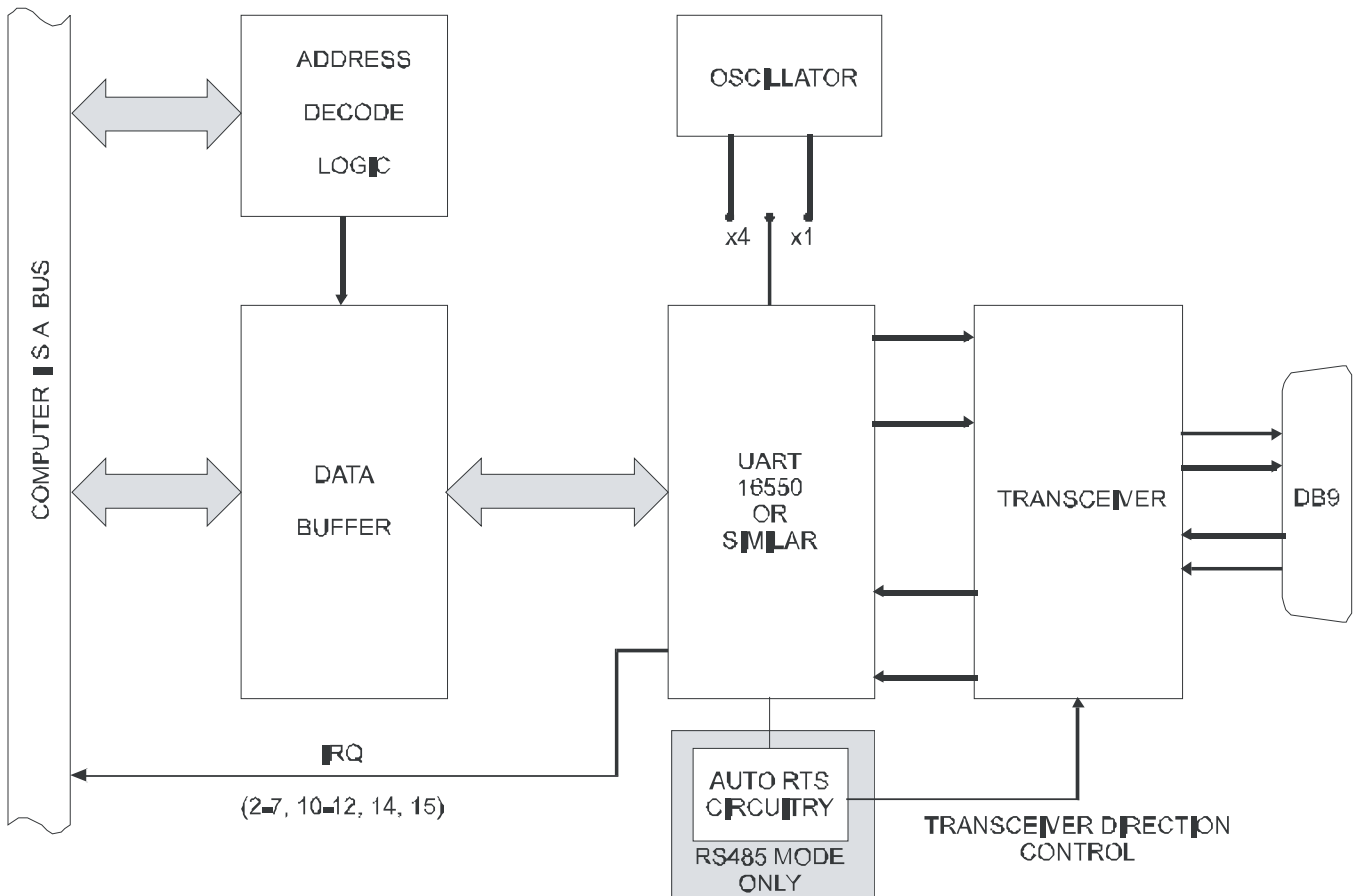 COMPUTER ISA BUS
ADDRESS
DECODE
LOGIC
OSCILLATOR
x4
x1
DATA
BUFFER
UART
16550
OR
SIMILAR
TRANSCEIVER
DB9
IRQ
(2-7, 10-12, 14, 15)
AUTO RTS
CIRCUITRY
RS485 MODE
ONLY
TRANSCEIVER DIRECTION
CONTROL